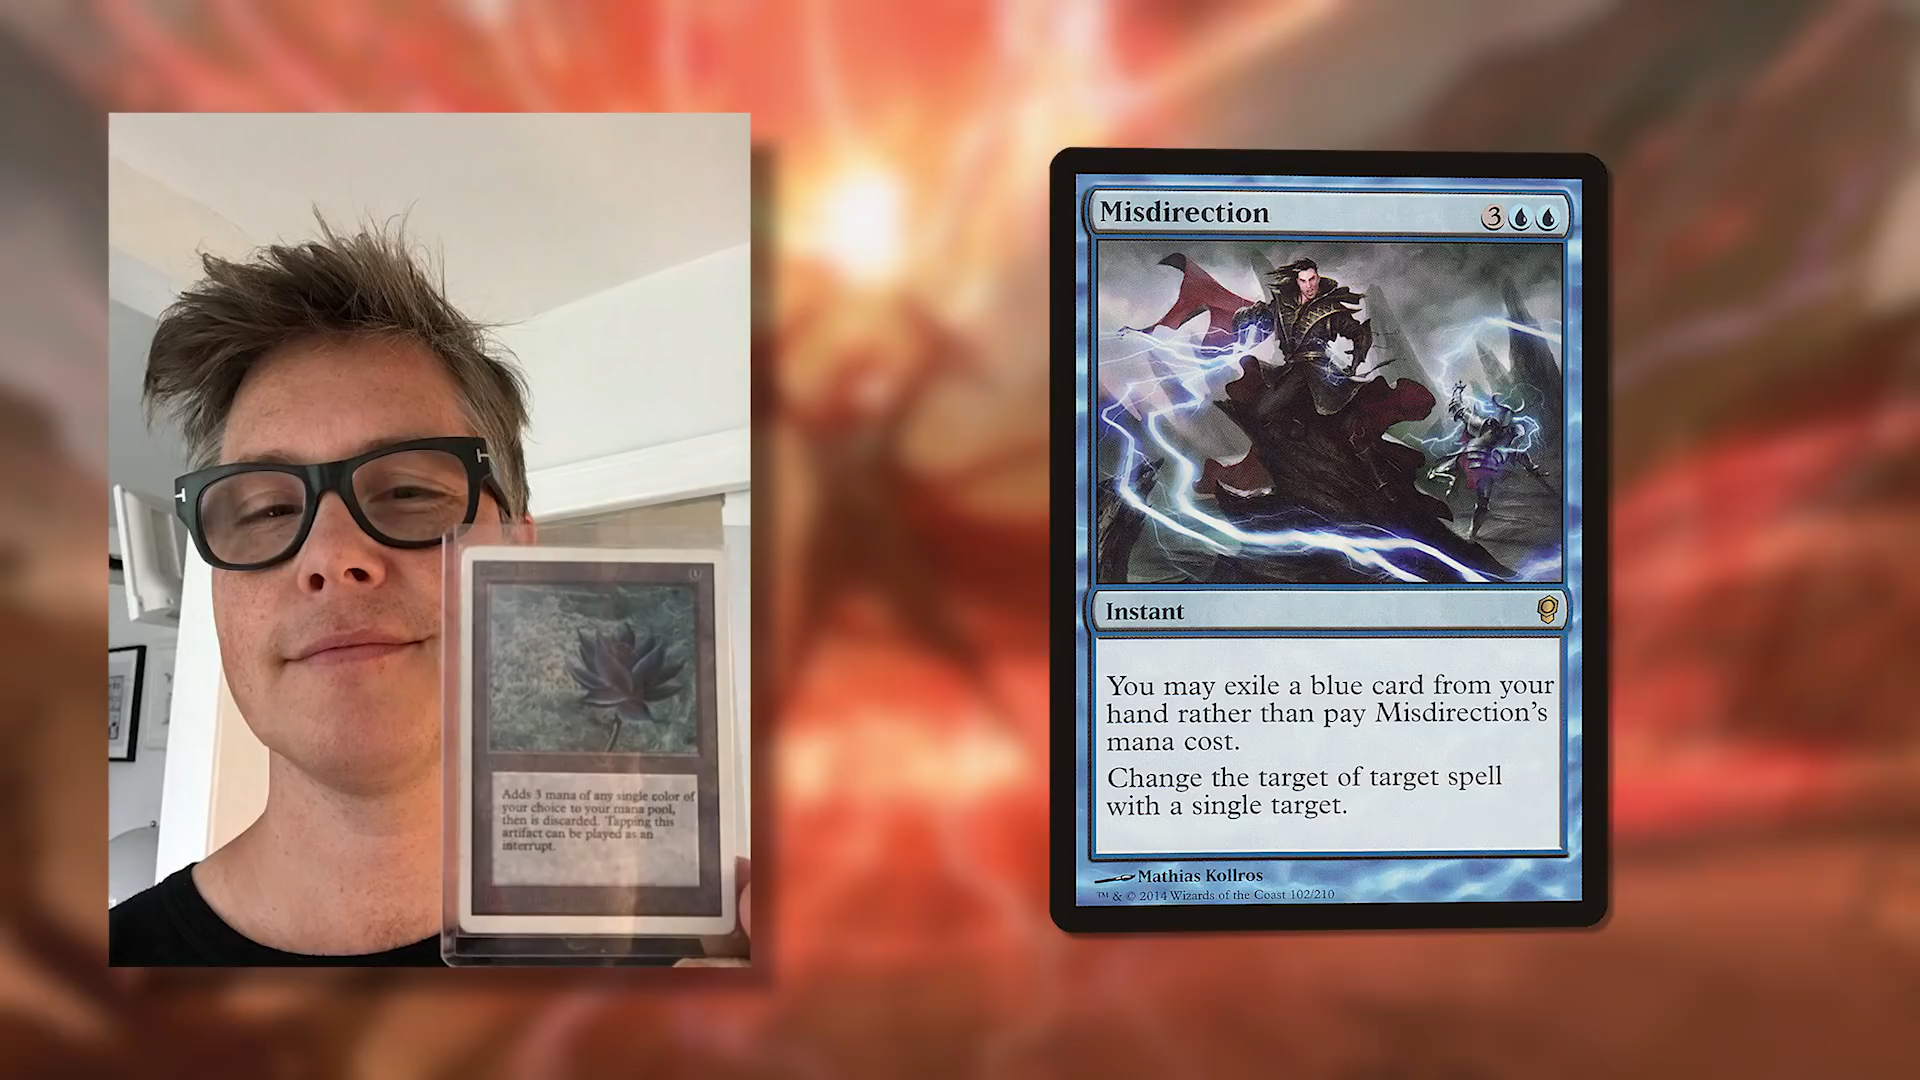 Adds 3 mana of any single color of
your choice to your mana pool,
then is discarded. Tapping this
artifact can be played as an
interrupt.
Misdirection
3
Instant
You may exile a blue card from your
hand rather than pay Misdirection's
mana cost.
Change the target of target spell
with a single target.
Mathias Kollros
™ & © 2014 Wizards of the Coast 102/210